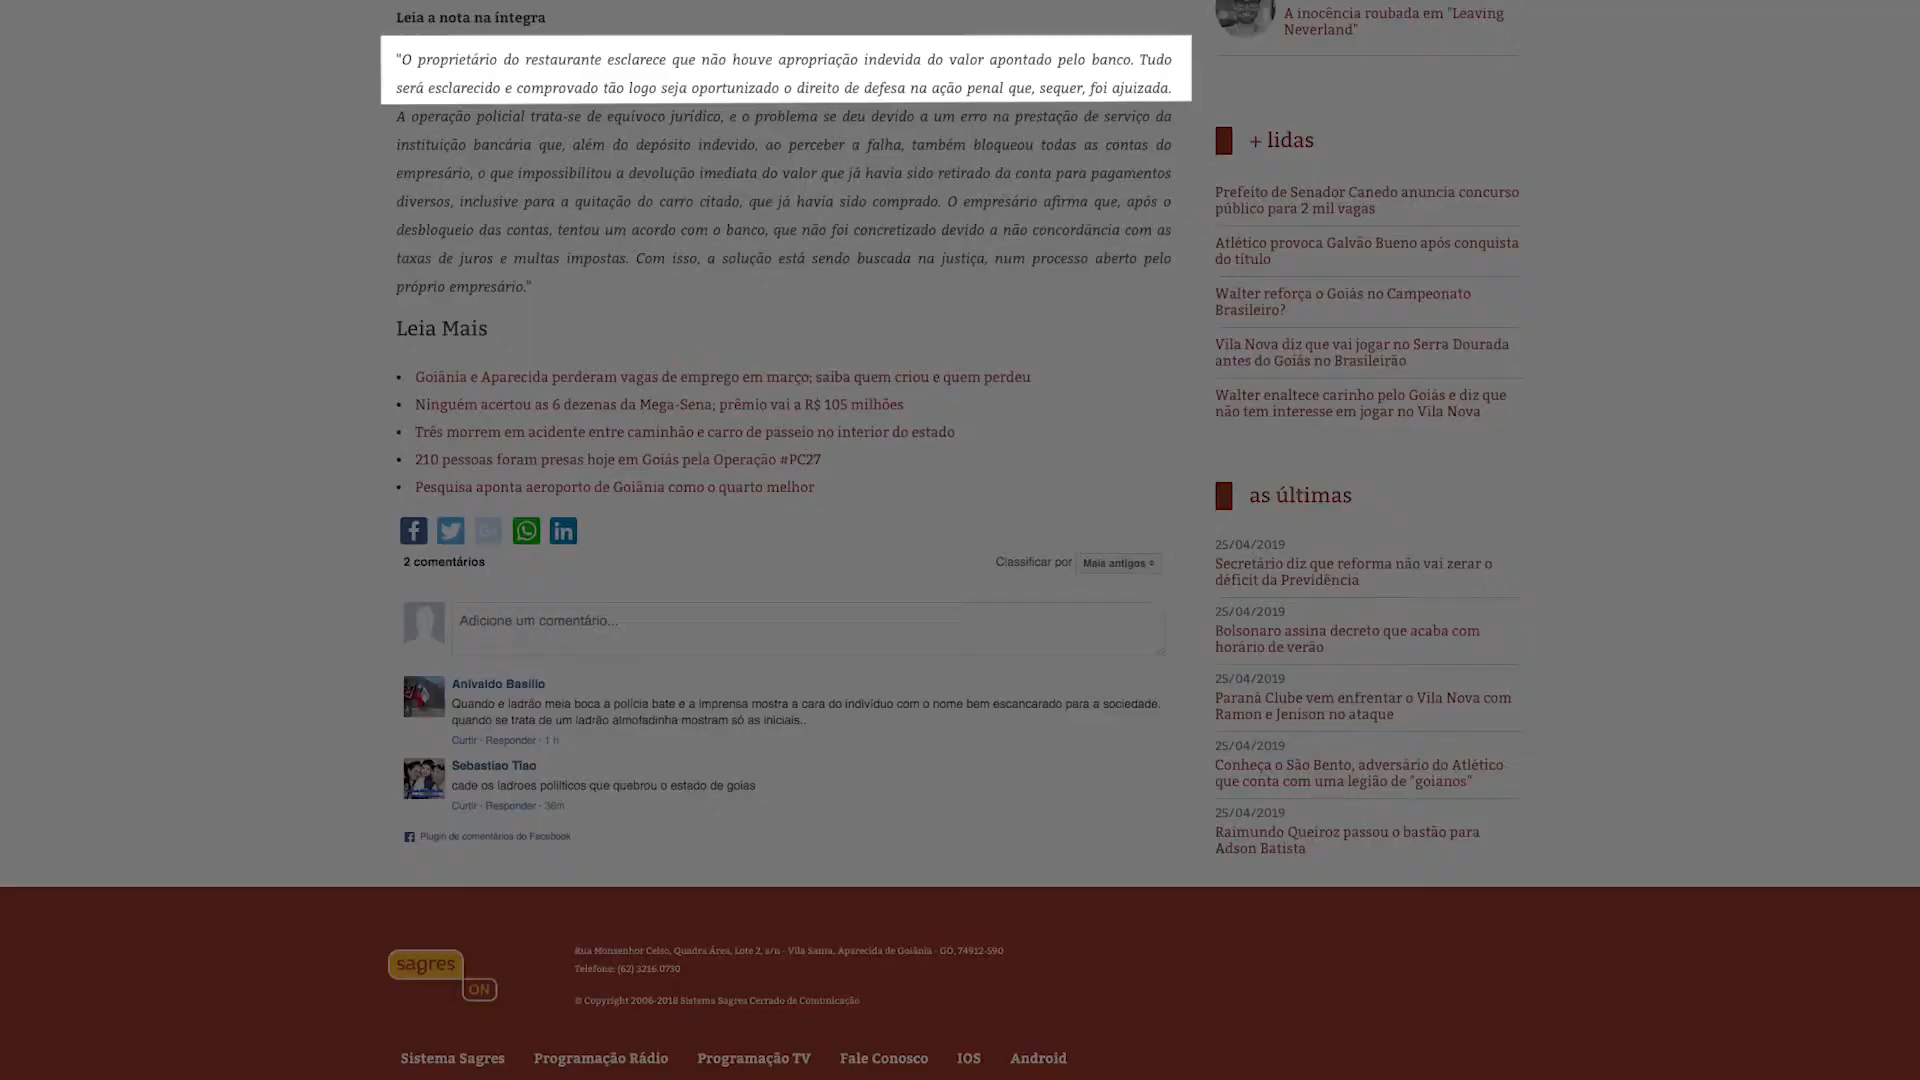 Leia a nota na íntegra
"O proprietário do restaurante esclarece que não houve apropriação indevida do valor apontado pelo banco. Tudo
será esclarecido e comprovado tão logo seja oportunizado o direito de defesa na ação penal que, sequer, foi ajuizada.
A operação policial trata-se de equívoco jurídico, e o problema se deu devido a um erro na prestação de serviço da
instituição bancária que, além do depósito indevido, ao perceber a falha, também bloqueou todas as contas do
empresário, o que impossibilitou a devolução imediata do valor que já havia sido retirado da conta para pagamentos
diversos, inclusive para a quitação do carro citado, que já havia sido comprado. O empresário afirma que, após o
desbloqueio das contas, tentou um acordo com o banco, que não foi concretizado devido a não concordância com as
taxas de juros e multas impostas. Com isso, a solução está sendo buscada na justiça, num processo aberto pelo
próprio empresário."
Leia Mais
• Goiânia e Aparecida perderam vagas de emprego em março; saiba quem criou e quem perdeu
• Ninguém acertou as 6 dezenas da Mega-Sena; prêmio vai a R$ 105 milhões
• Três morrem em acidente entre caminhão e carro de passeio no interior do estado
• 210 pessoas foram presas hoje em Goiás pela Operação #PC27
• Pesquisa aponta aeroporto de Goiânia como o quarto melhor
2 comentários
Classificar por Mais antigos
Adicione um comentário...
Anivaldo Basilio
Quando e ladrão meia boca a polícia bate e a imprensa mostra a cara do indivíduo com o nome bem escancarado para a sociedade.
quando se trata de um ladrão almofadinha mostram só as iniciais..
Curtir · Responder · 1 h
Sebastiao Tiao
cade os ladroes poliíticos que quebrou o estado de goias
Curtir · Responder · 36m
Plugin de comentários do Facebook
A inocência roubada em "Leaving
Neverland"
+ lidas
Prefeito de Senador Canedo anuncia concurso
público para 2 mil vagas
Atlético provoca Galvão Bueno após conquista
do título
Walter reforça o Goiás no Campeonato
Brasileiro?
Vila Nova diz que vai jogar no Serra Dourada
antes do Goiás no Brasileirão
Walter enaltece carinho pelo Goiás e diz que
não tem interesse em jogar no Vila Nova
as últimas
25/04/2019
Secretário diz que reforma não vai zerar o
déficit da Previdência
25/04/2019
Bolsonaro assina decreto que acaba com
horário de verão
25/04/2019
Paraná Clube vem enfrentar o Vila Nova com
Ramon e Jenison no ataque
25/04/2019
Conheça o São Bento, adversário do Atlético
que conta com uma legião de "goianos"
25/04/2019
Raimundo Queiroz passou o bastão para
Adson Batista
sagres
ON
Rua Monsenhor Celso, Quadra Área, Lote 2, s/n - Vila Santa, Aparecida de Goiânia - GO, 74912-590
Telefone: (62) 3216.0730
© Copyright 2006-2018 Sistema Sagres Cerrado de Comunicação
Sistema Sagres Programação Rádio Programação TV Fale Conosco IOS Android